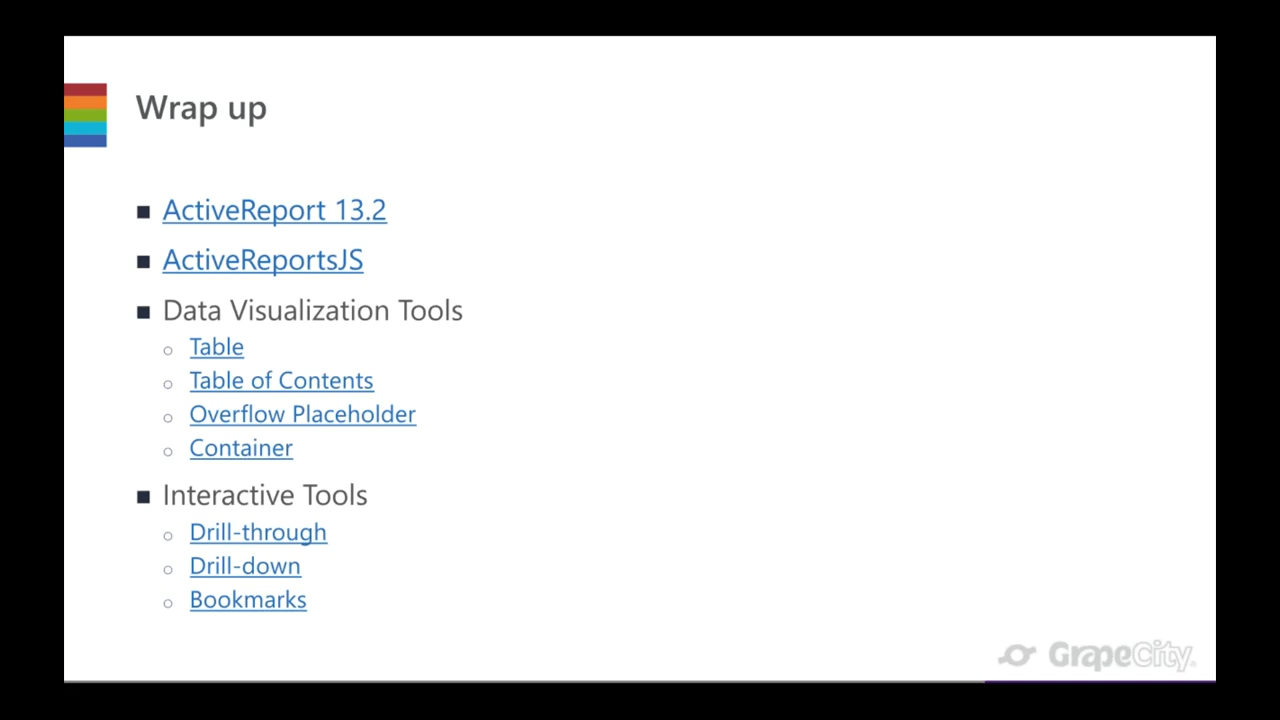 Wrap up
ActiveReport 13.2
ActiveReportsJS
Data Visualization Tools
Table
Table of Contents
Overflow Placeholder
Container
Interactive Tools
Drill-through
Drill-down
Bookmarks
GrapeCity.